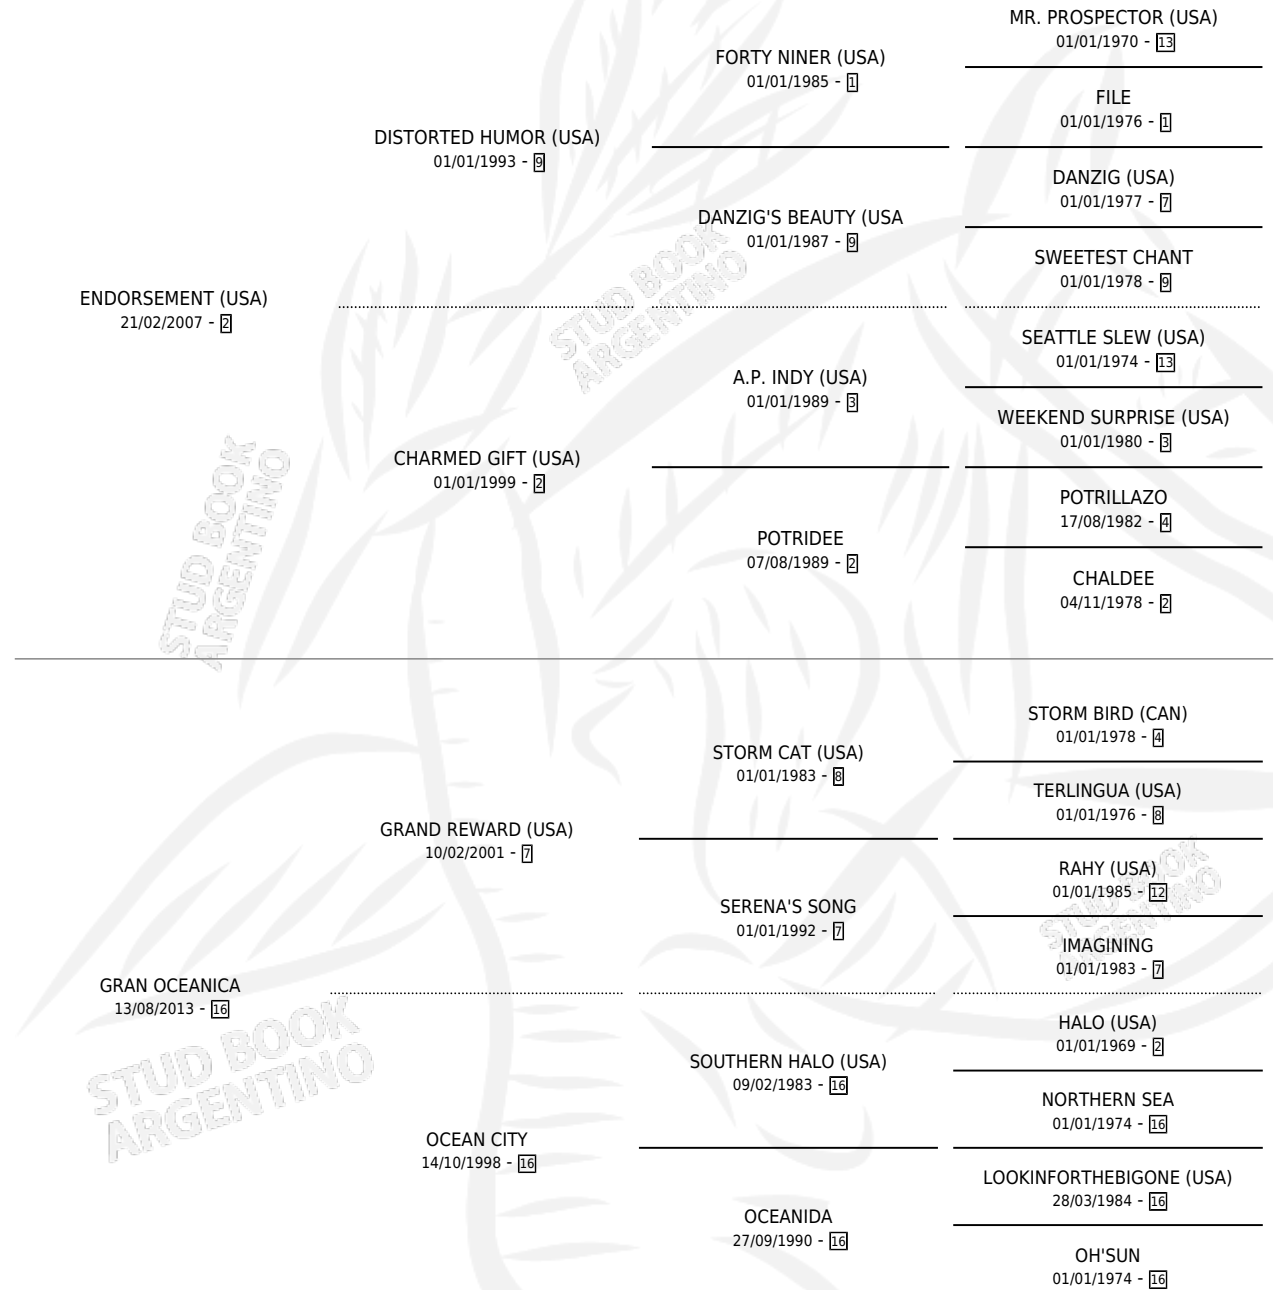 MR. PROSPECTOR (USA)
01/01/1970 - 13
FORTY NINER (USA)
01/01/1985 - 1
FILE
01/01/1976 - 1
DISTORTED HUMOR (USA)
01/01/1993 - 9
DANZIG (USA)
01/01/1977 - 7
DANZIG'S BEAUTY (USA
01/01/1987 - 9
SWEETEST CHANT
01/01/1978 - 9
ENDORSEMENT (USA)
21/02/2007 - 2
SEATTLE SLEW (USA)
01/01/1974 - 13
A.P. INDY (USA)
01/01/1989 - 3
WEEKEND SURPRISE (USA)
01/01/1980 - 3
CHARMED GIFT (USA)
01/01/1999 - 2
POTRILLAZO
17/08/1982 - 4
POTRIDEE
07/08/1989 - 2
CHALDEE
04/11/1978 - 2
STORM BIRD (CAN)
01/01/1978 - 4
STORM CAT (USA)
01/01/1983 - 8
TERLINGUA (USA)
01/01/1976 - 8
GRAND REWARD (USA)
10/02/2001 - 7
RAHY (USA)
01/01/1985 - 12
SERENA'S SONG
01/01/1992 - 7
IMAGINING
01/01/1983 - 7
GRAN OCEANICA
13/08/2013 - 16
HALO (USA)
01/01/1969 - 2
SOUTHERN HALO (USA)
09/02/1983 - 16
NORTHERN SEA
01/01/1974 - 16
OCEAN CITY
14/10/1998 - 16
LOOKINFORTHEBIGONE (USA)
28/03/1984 - 16
OCEANIDA
27/09/1990 - 16
OH'SUN
01/01/1974 - 16
STUD BOOK
ARGENTINO
STUD BOOK
ARGENTINO
STUD BOOK
ARGENTINO
STUD BOOK
ARGENTINO